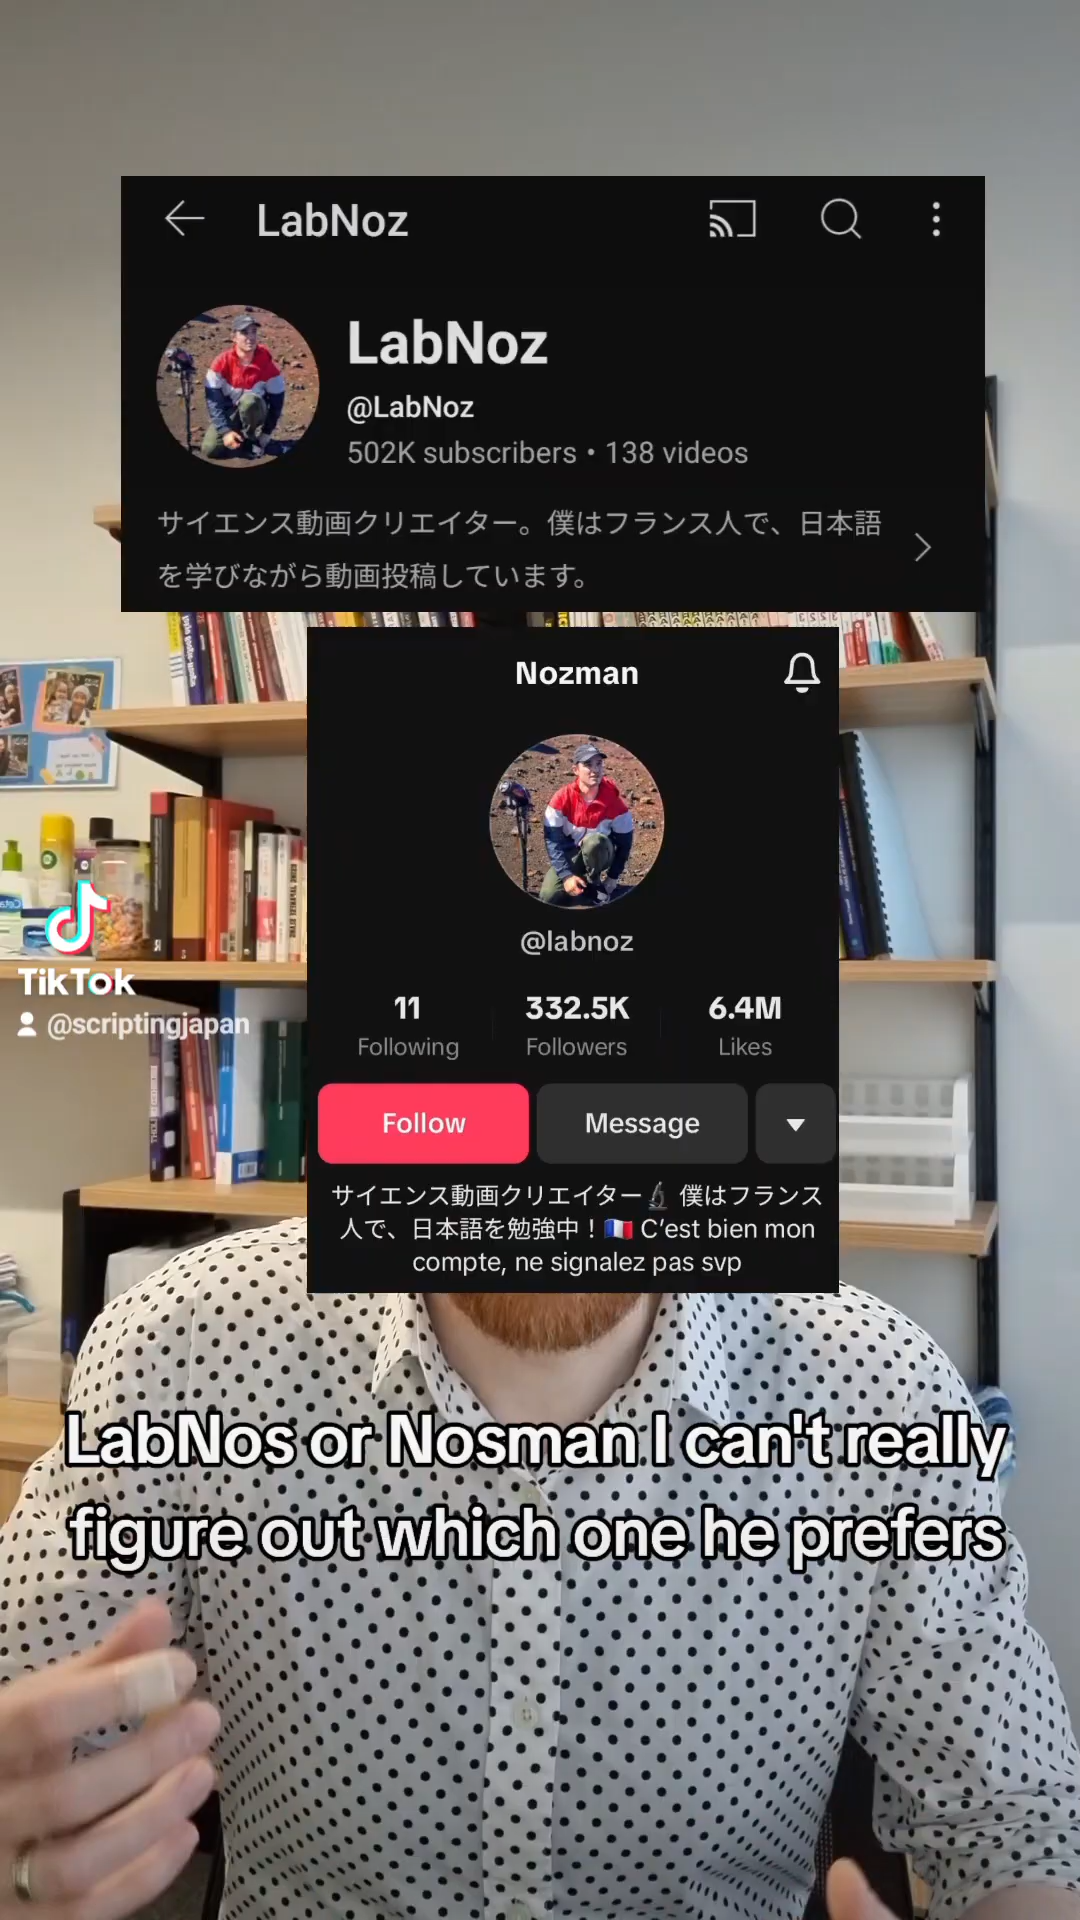 LabNoz
LabNoz
@LabNoz
502K subscribers • 138 videos
サイエンス動画クリエイター。僕はフランス人で、日本語
を学びながら動画投稿しています。
Nozman
@labnoz
11 332.5K 6.4M
Following Followers Likes
Follow Message
サイエンス動画クリエイター🔬 僕はフランス
人で、日本語を勉強中！🇫🇷 C'est bien mon
compte, ne signalez pas svp
TikTok
@scriptingjapan
LabNos or Nosman I can't really
figure out which one he prefers